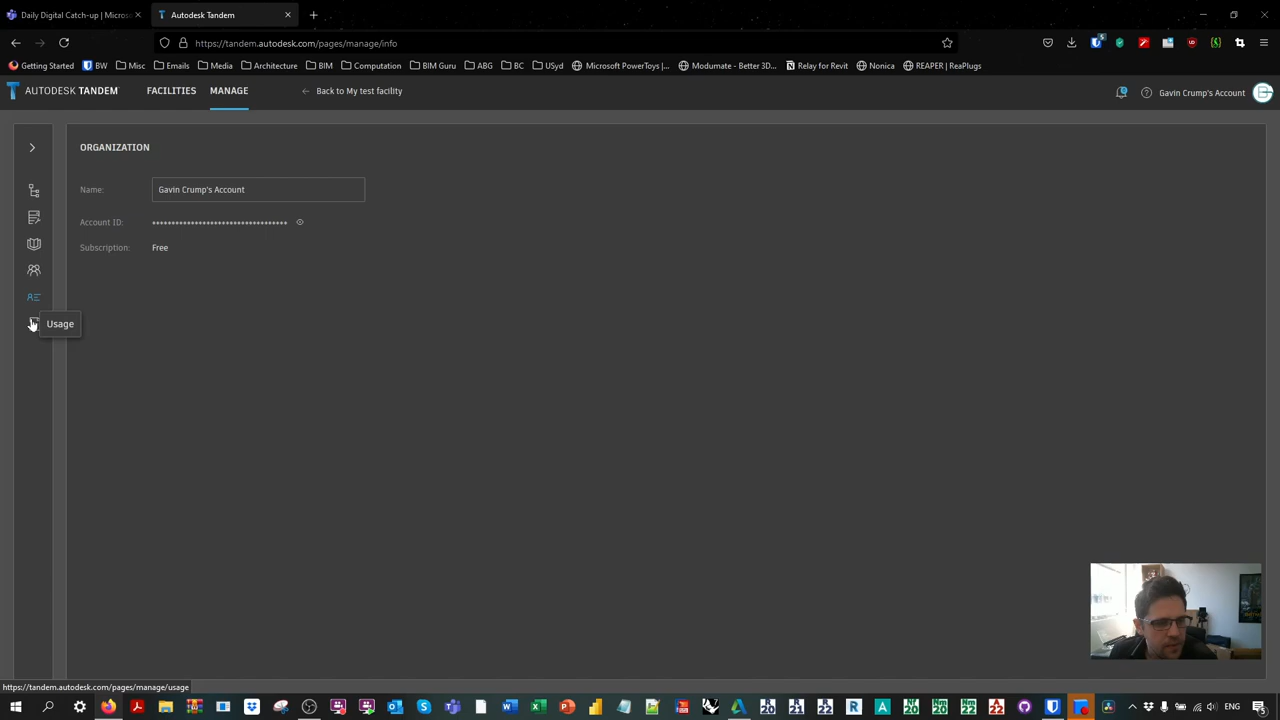 Daily Digital Catch-up | Micros
Autodesk Tandem
https://tandem.autodesk.com/pages/manage/info
Getting Started
BW
Misc
Emails
Media
Architecture
BIM
Computation
BIM Guru
ABG
BC
USyd
Microsoft PowerToys |...
Modumate - Better 3D...
Relay for Revit
Nonica
REAPER | ReaPlugs
AUTODESK TANDEM
FACILITIES
MANAGE
Back to My test facility
Gavin Crump's Account
ORGANIZATION
Name:
Gavin Crump's Account
Account ID:
••••••••••••••••••••••••••••••••••••
Subscription:
Free
Usage
https://tandem.autodesk.com/pages/manage/usage
ENG